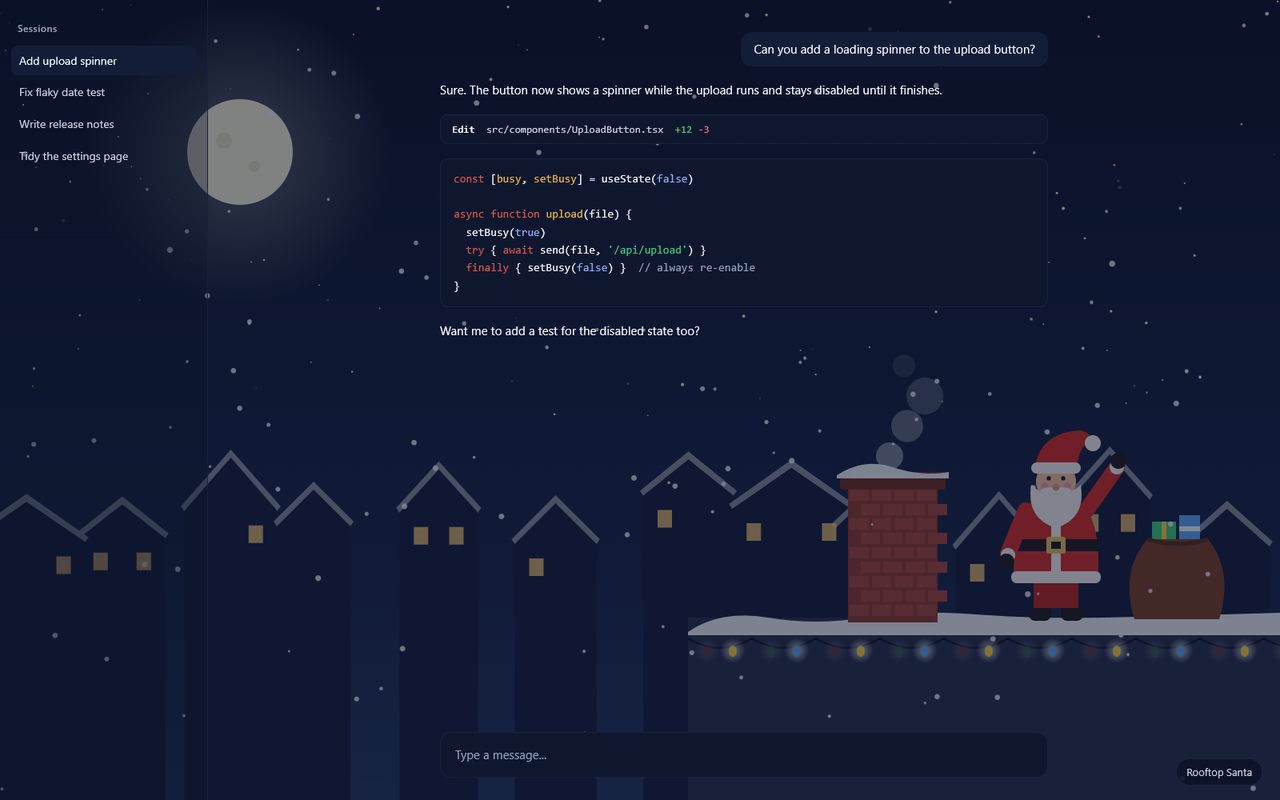 Sessions
Add upload spinner
Fix flaky date test
Write release notes
Tidy the settings page
Can you add a loading spinner to the upload button?
Sure. The button now shows a spinner while the upload runs and stays disabled until it finishes.
Edit src/components/UploadButton.tsx +12 -3
const [busy, setBusy] = useState(false)
async function upload(file) {
  setBusy(true)
  try { await send(file, '/api/upload') }
  finally { setBusy(false) }  // always re-enable
}
Want me to add a test for the disabled state too?
Type a message...
Rooftop Santa